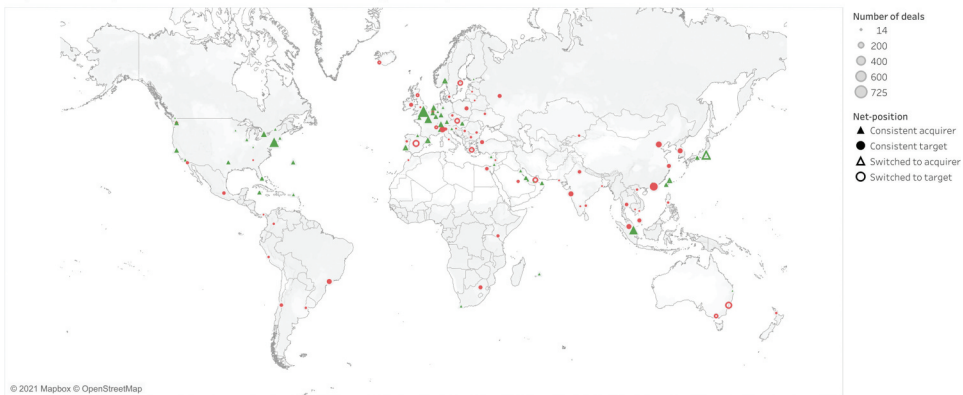 Number of deals
14
200
400
600
725
Net-position
Consistent acquirer
Consistent target
Switched to acquirer
Switched to target
© 2021 Mapbox © OpenStreetMap